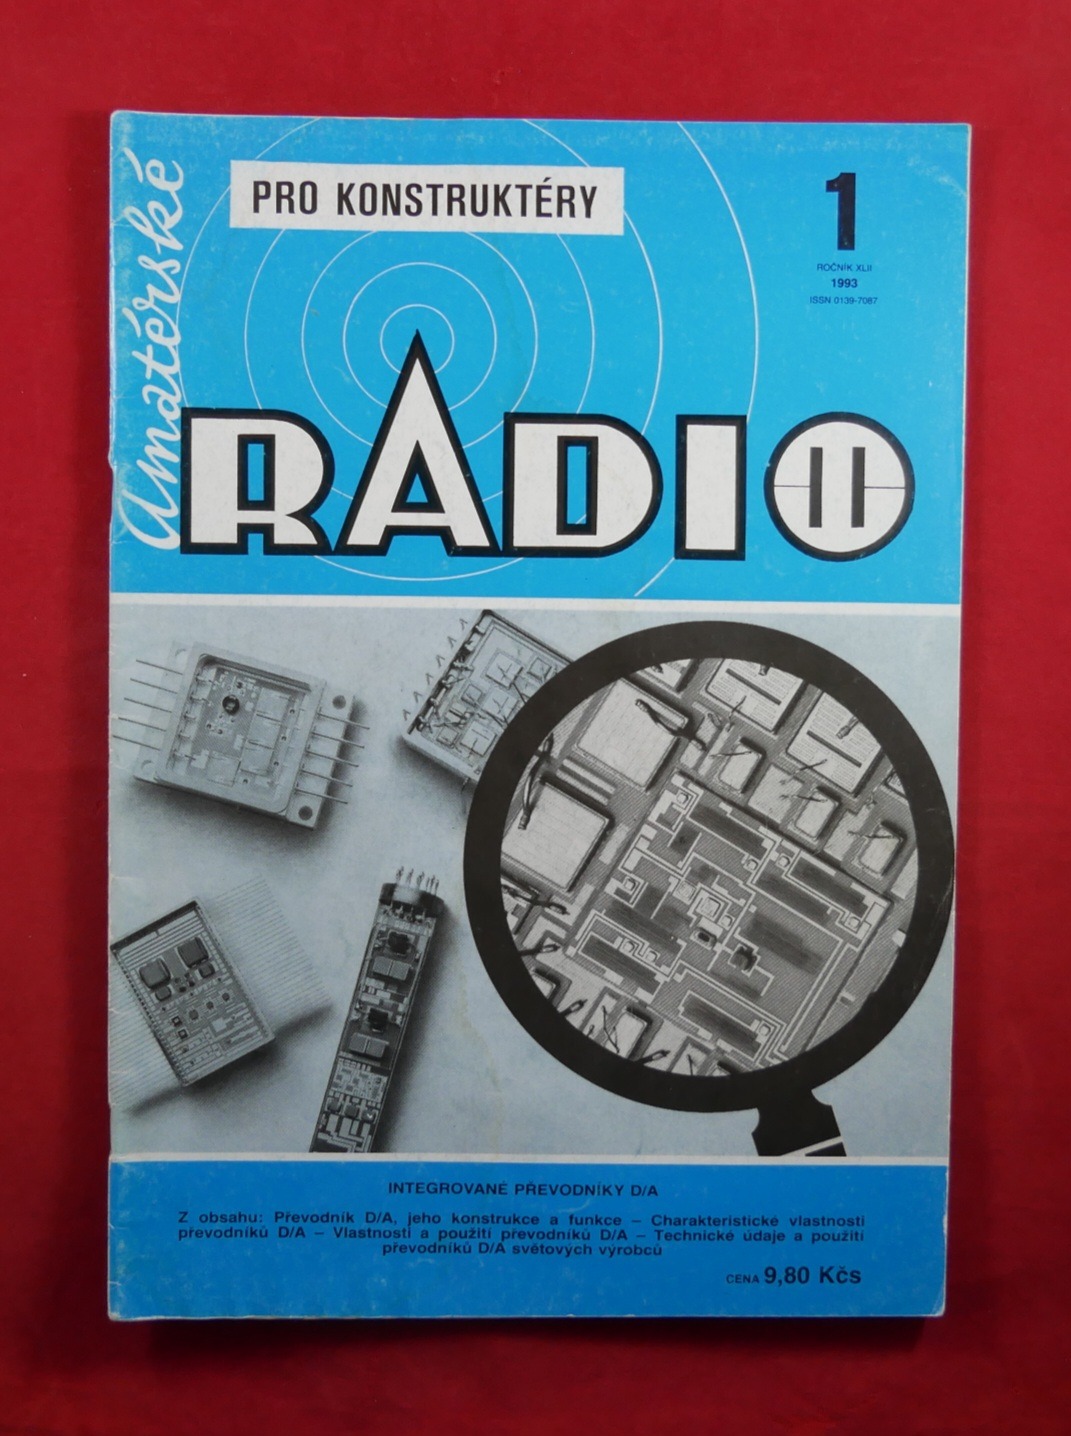 Amatérské
PRO KONSTRUKTÉRY
1
ROČNÍK XLII
1993
ISSN 0139-7087
RADIO
INTEGROVANÉ PŘEVODNÍKY D/A
Z obsahu: Převodník D/A, jeho konstrukce a funkce – Charakteristické vlastnosti
převodníků D/A – Vlastnosti a použití převodníků D/A – Technické údaje a použití
převodníků D/A světových výrobců
CENA 9,80 Kčs